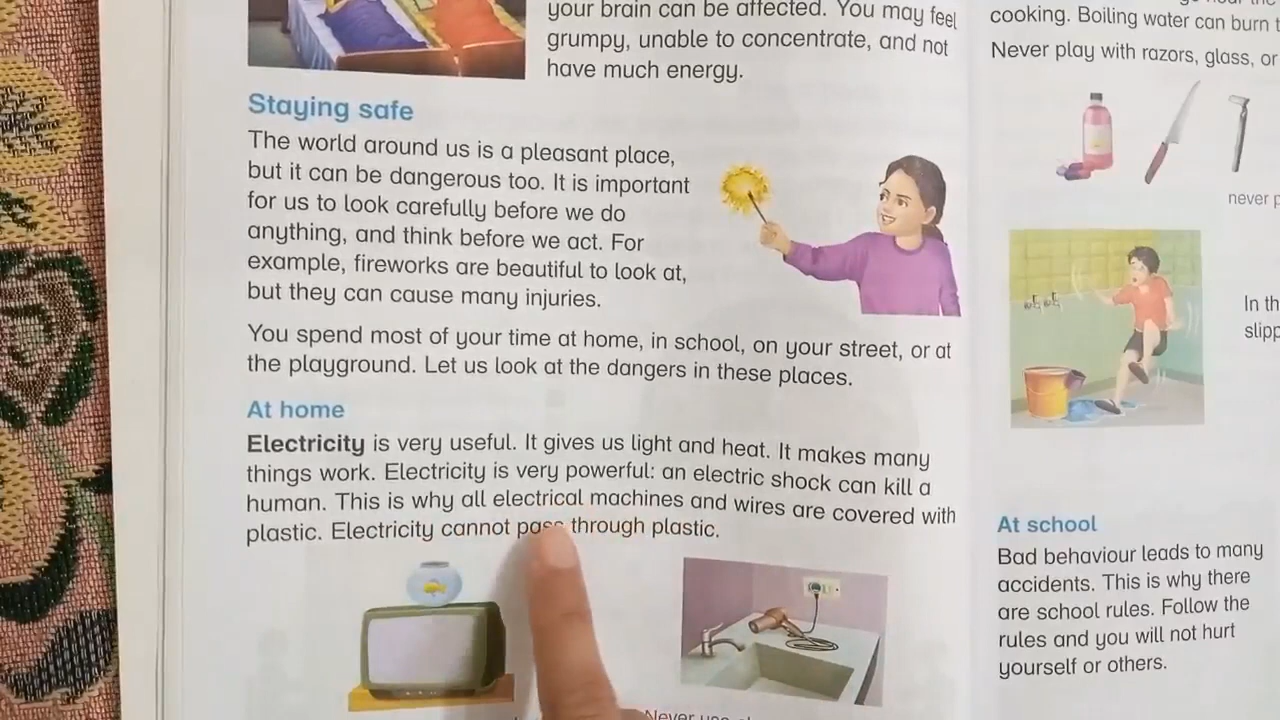 your brain can be affected. You may feel
grumpy, unable to concentrate, and not
have much energy.
Staying safe
The world around us is a pleasant place,
but it can be dangerous too. It is important
for us to look carefully before we do
anything, and think before we act. For
example, fireworks are beautiful to look at,
but they can cause many injuries.
You spend most of your time at home, in school, on your street, or at
the playground. Let us look at the dangers in these places.
At home
Electricity is very useful. It gives us light and heat. It makes many
things work. Electricity is very powerful: an electric shock can kill a
human. This is why all electrical machines and wires are covered with
plastic. Electricity cannot pass through plastic.
Never use
cooking. Boiling water can burn
Never play with razors, glass, or
never
In th
slipp
At school
Bad behaviour leads to many
accidents. This is why there
are school rules. Follow the
rules and you will not hurt
yourself or others.